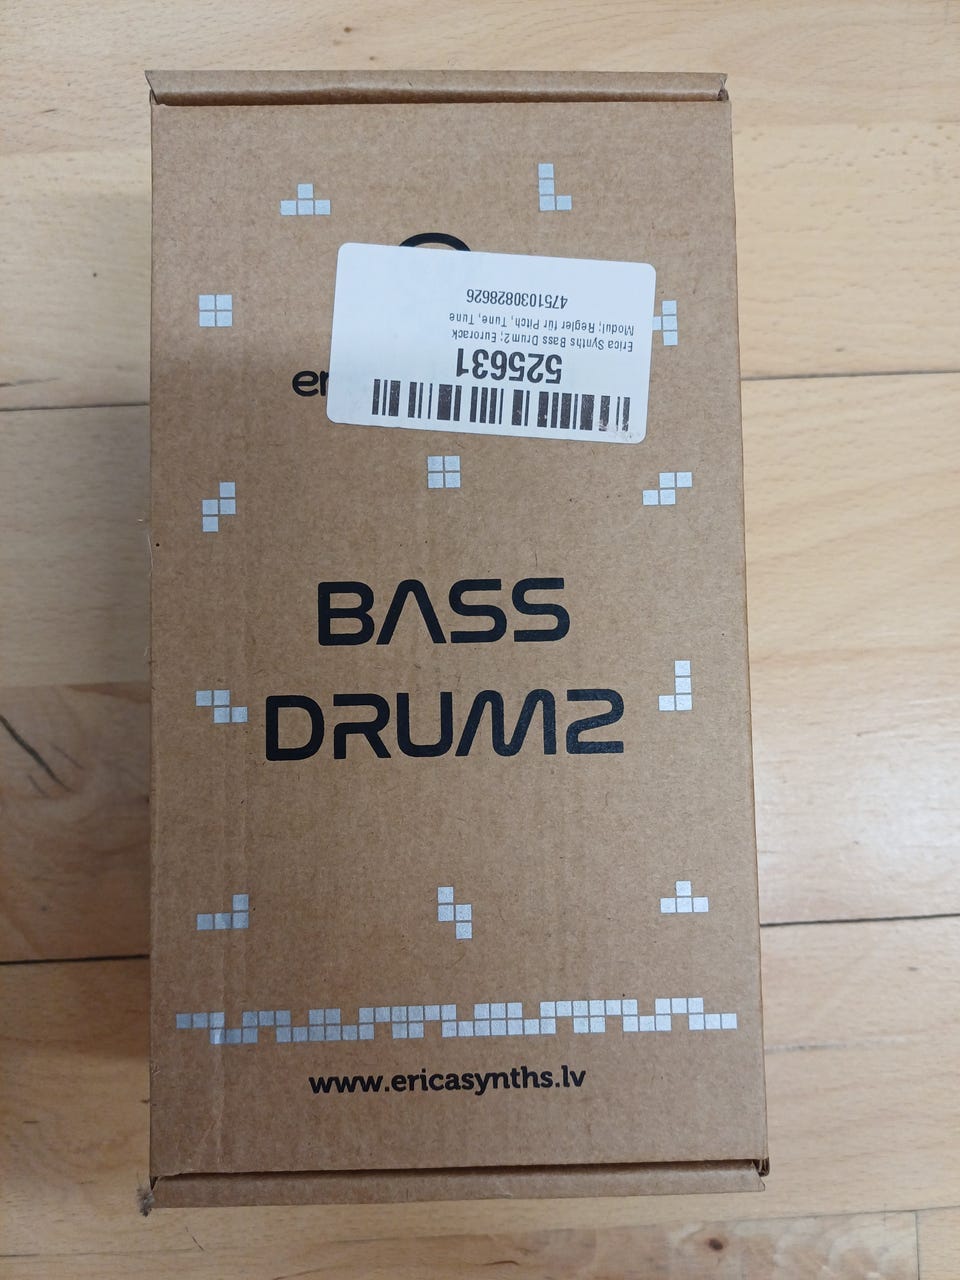 525631
Erica Synths Bass Drum2; Eurorack
Modul; Regler für Pitch, Tune, Tune
4751030828626
BASS
DRUM2
www.ericasynths.lv